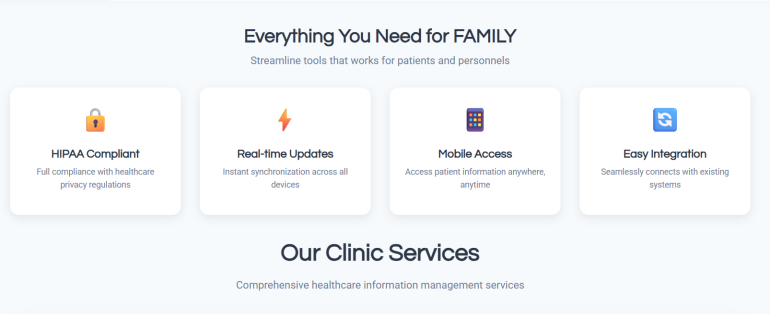 Everything You Need for FAMILY
Streamline tools that works for patients and personnels
HIPAA Compliant
Full compliance with healthcare
privacy regulations
Real-time Updates
Instant synchronization across all
devices
Mobile Access
Access patient information anywhere,
anytime
Easy Integration
Seamlessly connects with existing
systems
Our Clinic Services
Comprehensive healthcare information management services